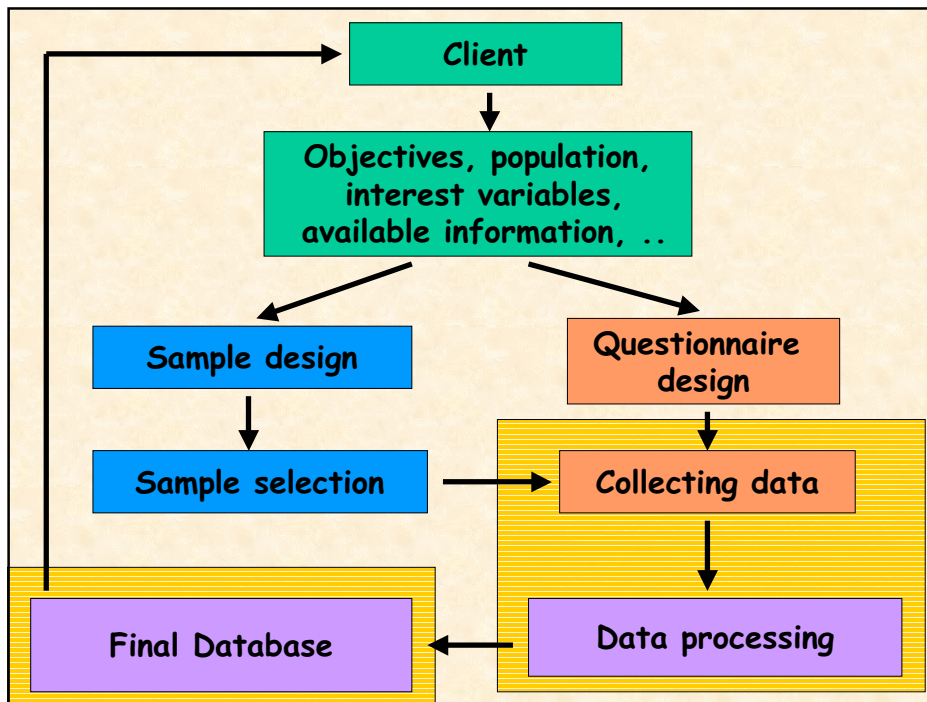 Client
Objectives, population,
interest variables,
available information, ..
Sample design
Questionnaire
design
Sample selection
Collecting data
Final Database
Data processing